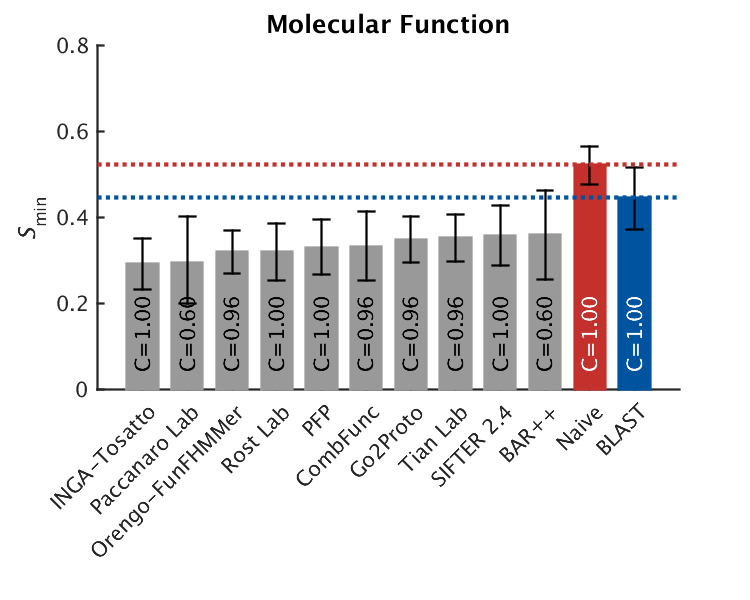 Molecular Function
0.8
0.6
0.4
0.2
0
Smin
C=1.00
C=0.60
C=0.96
C=1.00
C=1.00
C=0.96
C=0.96
C=0.96
C=1.00
C=0.60
C=1.00
C=1.00
INGA-Tosatto
Paccanaro Lab
Orengo-FunFHMMer
Rost Lab
PFP
CombFunc
Go2Proto
Tian Lab
SIFTER 2.4
BAR++
Naive
BLAST